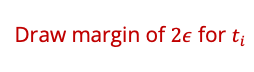 Draw margin of 2ϵ for tᵢ